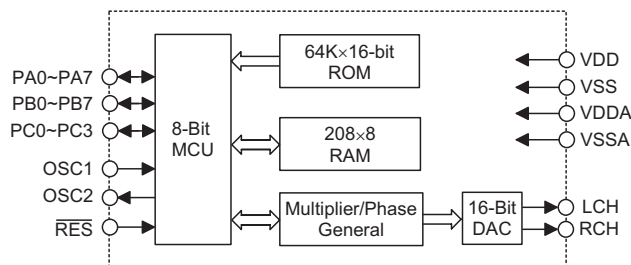 PA0~PA7
PB0~PB7
PC0~PC3
OSC1
OSC2
RES
8-Bit
MCU
64K×16-bit
ROM
208×8
RAM
Multiplier/Phase
General
16-Bit
DAC
VDD
VSS
VDDA
VSSA
LCH
RCH